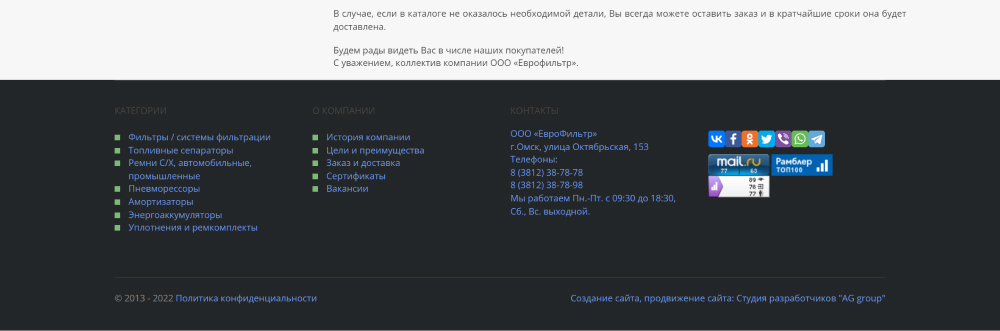 В случае, если в каталоге не оказалось необходимой детали, Вы всегда можете оставить заказ и в кратчайшие сроки она будет
доставлена.
Будем рады видеть Вас в числе наших покупателей!
С уважением, коллектив компании ООО «Еврофильтр».
КАТЕГОРИИ
Фильтры / системы фильтрации
Топливные сепараторы
Ремни С/Х, автомобильные,
промышленные
Пневморессоры
Амортизаторы
Энергоаккумуляторы
Уплотнения и ремкомплекты
О КОМПАНИИ
История компании
Цели и преимущества
Заказ и доставка
Сертификаты
Вакансии
КОНТАКТЫ
ООО «ЕвроФильтр»
г.Омск, улица Октябрьская, 153
Телефоны:
8 (3812) 38-78-78
8 (3812) 38-78-98
Мы работаем Пн.-Пт. с 09:30 до 18:30,
Сб., Вс. выходной.
mail.ru
77 63
Рамблер
ТОП100
89
78
77
© 2013 - 2022 Политика конфиденциальности
Создание сайта, продвижение сайта: Студия разработчиков "AG group"